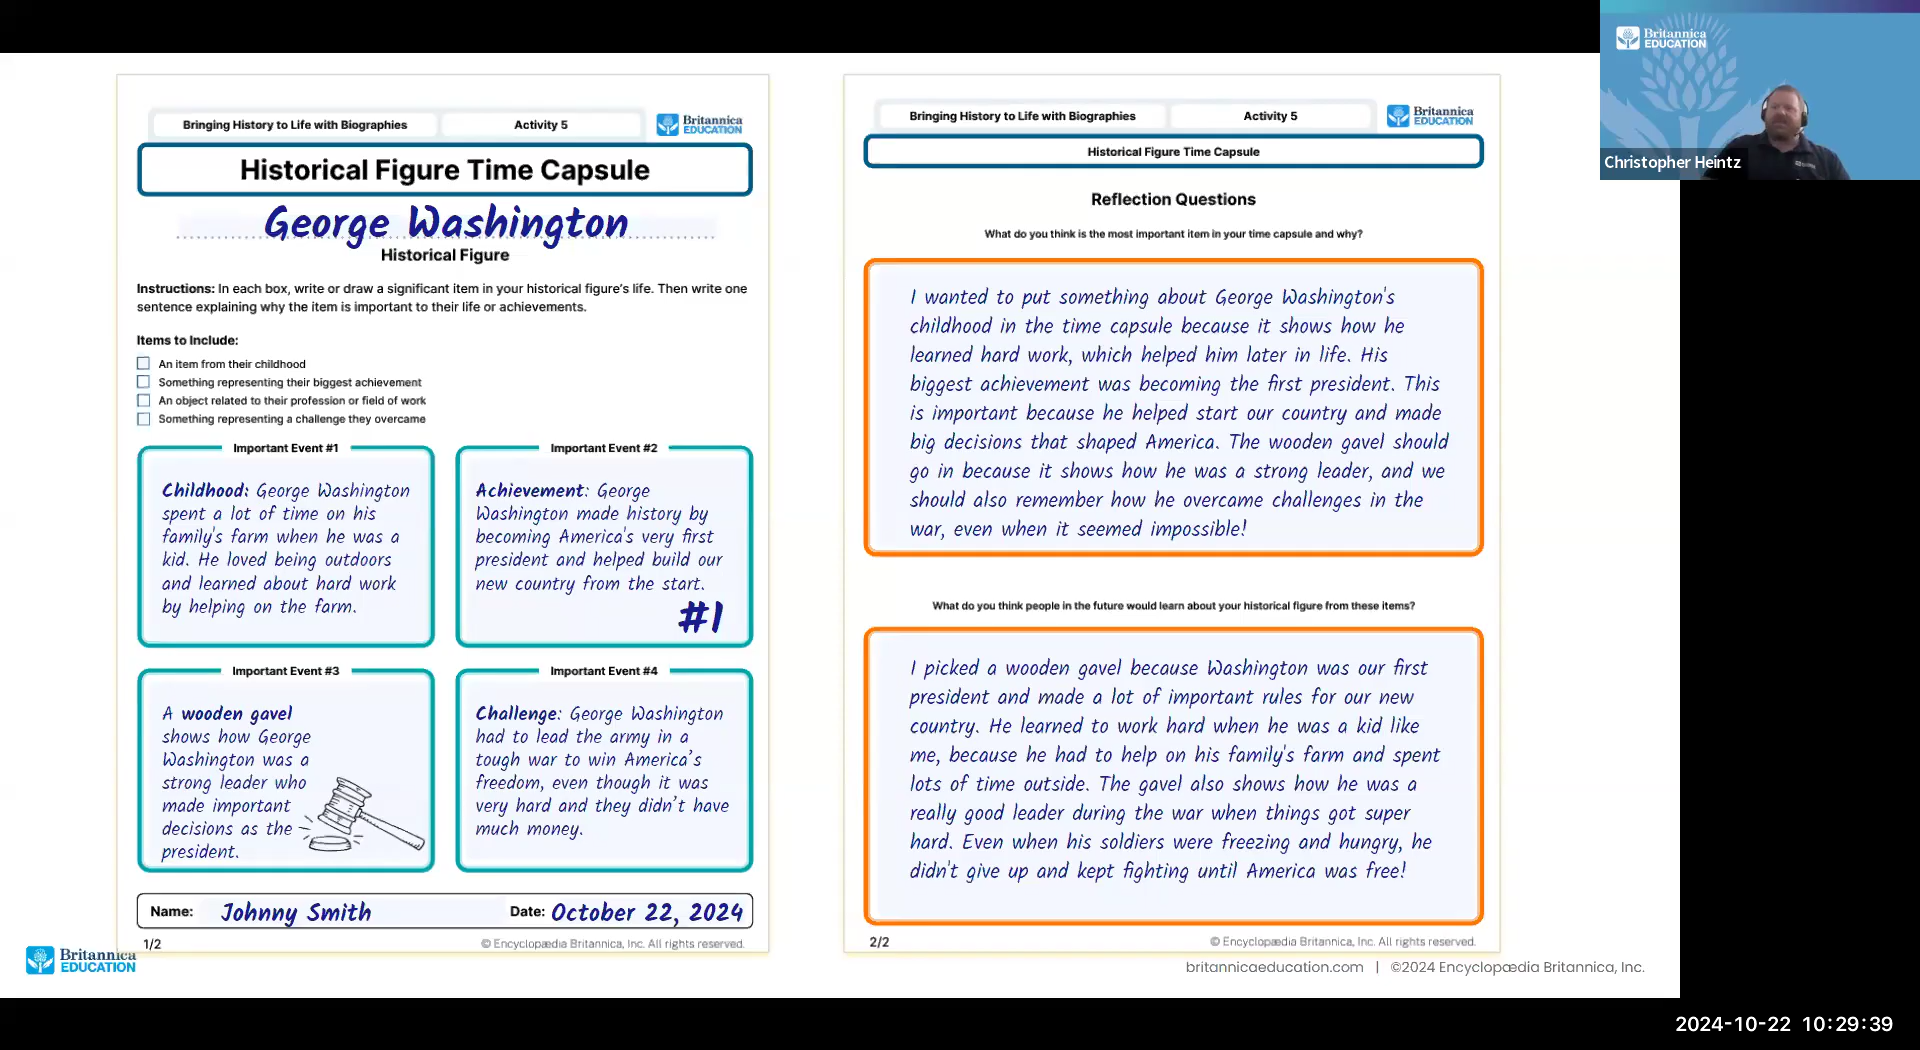 Bringing History to Life with Biographies
Activity 5
Britannica
EDUCATION
Historical Figure Time Capsule
George Washington
Historical Figure
Instructions: In each box, write or draw a significant item in your historical figure's life. Then write one
sentence explaining why the item is important to their life or achievements.
Items to Include:
An item from their childhood
Something representing their biggest achievement
An object related to their profession or field of work
Something representing a challenge they overcame
Important Event #1
Childhood: George Washington
spent a lot of time on his
family's farm when he was a
kid. He loved being outdoors
and learned about hard work
by helping on the farm.
Important Event #2
Achievement: George
Washington made history by
becoming America's very first
president and helped build our
new country from the start.
#1
Important Event #3
A wooden gavel
shows how George
Washington was a
strong leader who
made important
decisions as the
president.
Important Event #4
Challenge: George Washington
had to lead the army in a
tough war to win America's
freedom, even though it was
very hard and they didn't have
much money.
Name: Johnny Smith
Date: October 22, 2024
1/2
© Encyclopædia Britannica, Inc. All rights reserved.
Bringing History to Life with Biographies
Activity 5
Britannica
EDUCATION
Historical Figure Time Capsule
Reflection Questions
What do you think is the most important item in your time capsule and why?
I wanted to put something about George Washington's
childhood in the time capsule because it shows how he
learned hard work, which helped him later in life. His
biggest achievement was becoming the first president. This
is important because he helped start our country and made
big decisions that shaped America. The wooden gavel should
go in because it shows how he was a strong leader, and we
should also remember how he overcame challenges in the
war, even when it seemed impossible!
What do you think people in the future would learn about your historical figure from these items?
I picked a wooden gavel because Washington was our first
president and made a lot of important rules for our new
country. He learned to work hard when he was a kid like
me, because he had to help on his family's farm and spent
lots of time outside. The gavel also shows how he was a
really good leader during the war when things got super
hard. Even when his soldiers were freezing and hungry, he
didn't give up and kept fighting until America was free!
2/2
© Encyclopædia Britannica, Inc. All rights reserved.
Britannica
EDUCATION
britannicaeducation.com | ©2024 Encyclopædia Britannica, Inc.
Britannica
EDUCATION
Christopher Heintz
2024-10-22 10:29:39